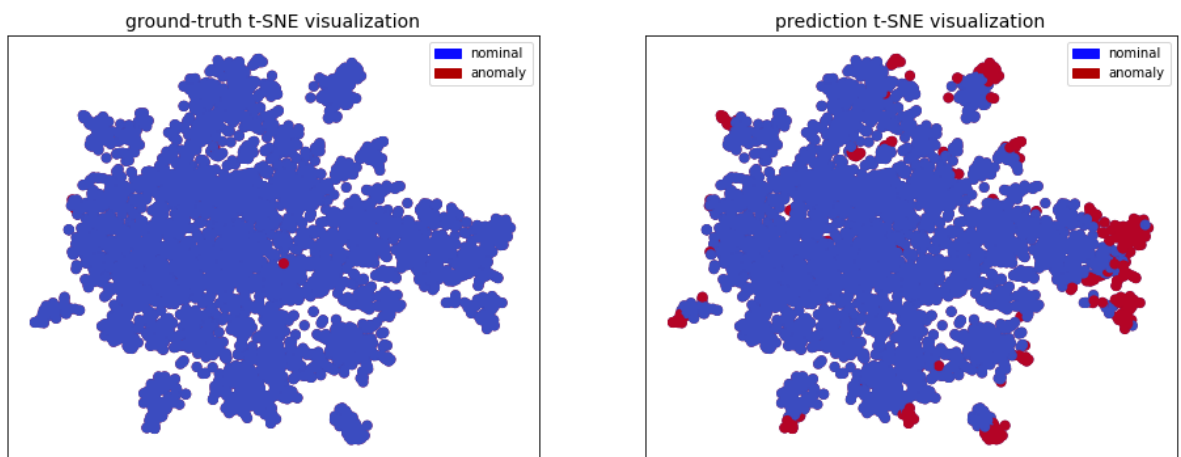 ground-truth t-SNE visualization
nominal
anomaly
prediction t-SNE visualization
nominal
anomaly